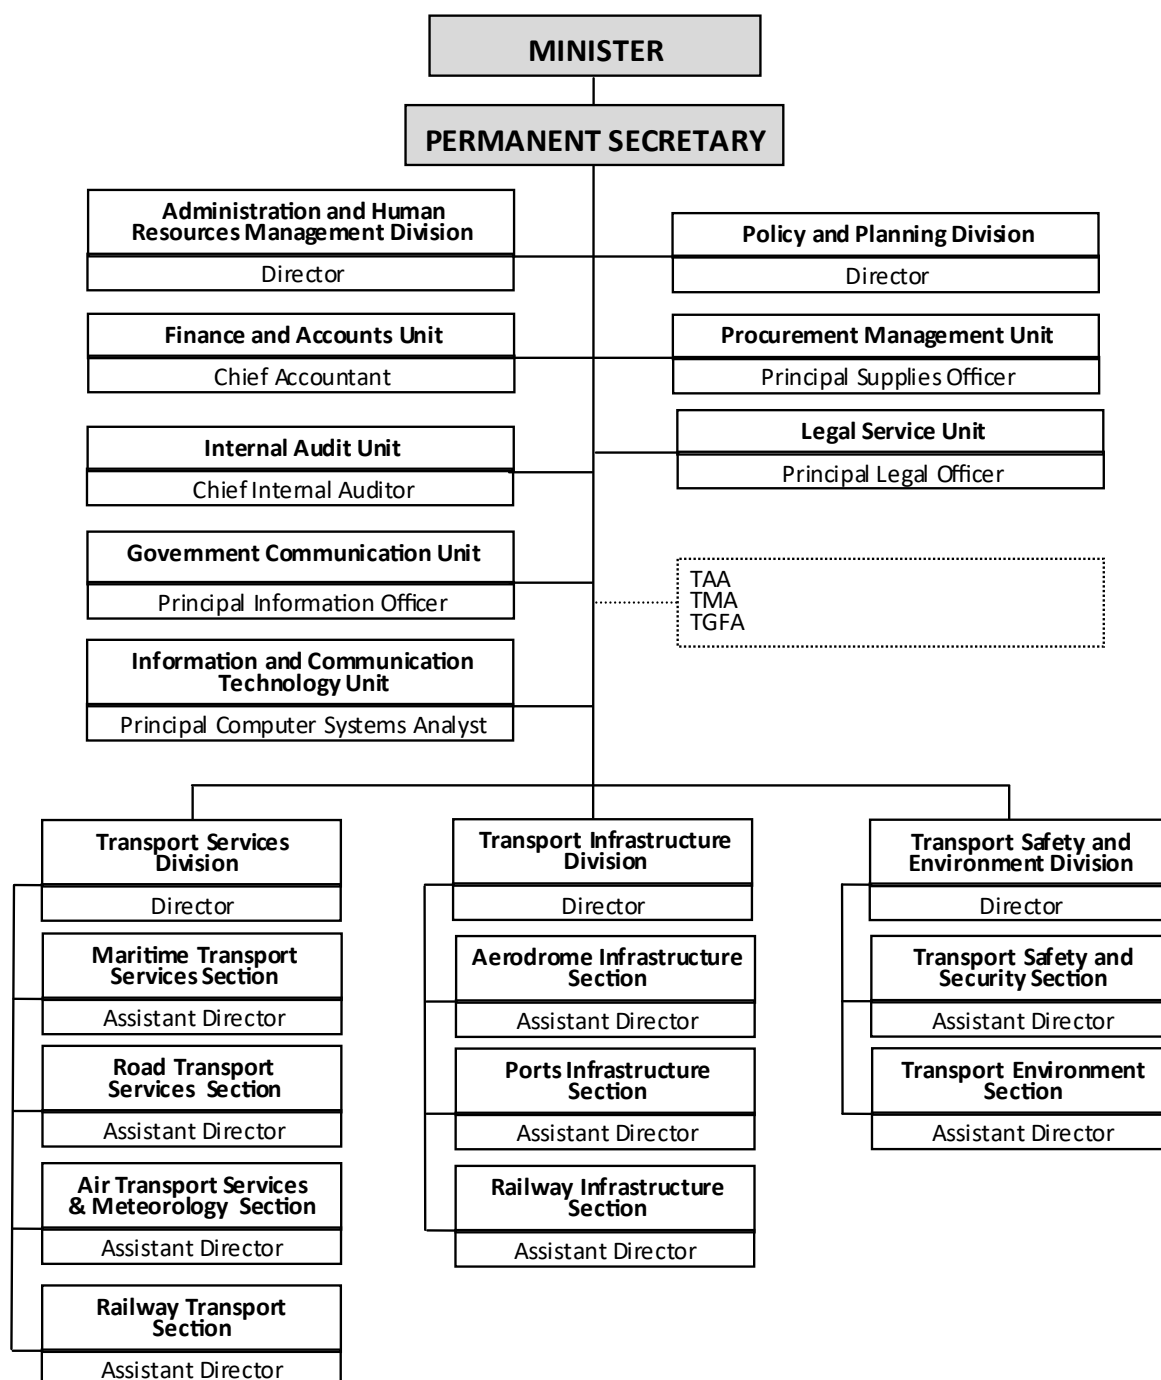 MINISTER
PERMANENT SECRETARY
Administration and Human
Resources Management Division
Director
Policy and Planning Division
Director
Finance and Accounts Unit
Chief Accountant
Procurement Management Unit
Principal Supplies Officer
Internal Audit Unit
Chief Internal Auditor
Legal Service Unit
Principal Legal Officer
Government Communication Unit
Principal Information Officer
TAA
TMA
TGFA
Information and Communication
Technology Unit
Principal Computer Systems Analyst
Transport Services
Division
Director
Maritime Transport
Services Section
Assistant Director
Road Transport
Services Section
Assistant Director
Air Transport Services
& Meteorology Section
Assistant Director
Railway Transport
Section
Assistant Director
Transport Infrastructure
Division
Director
Aerodrome Infrastructure
Section
Assistant Director
Ports Infrastructure
Section
Assistant Director
Railway Infrastructure
Section
Assistant Director
Transport Safety and
Environment Division
Director
Transport Safety and
Security Section
Assistant Director
Transport Environment
Section
Assistant Director